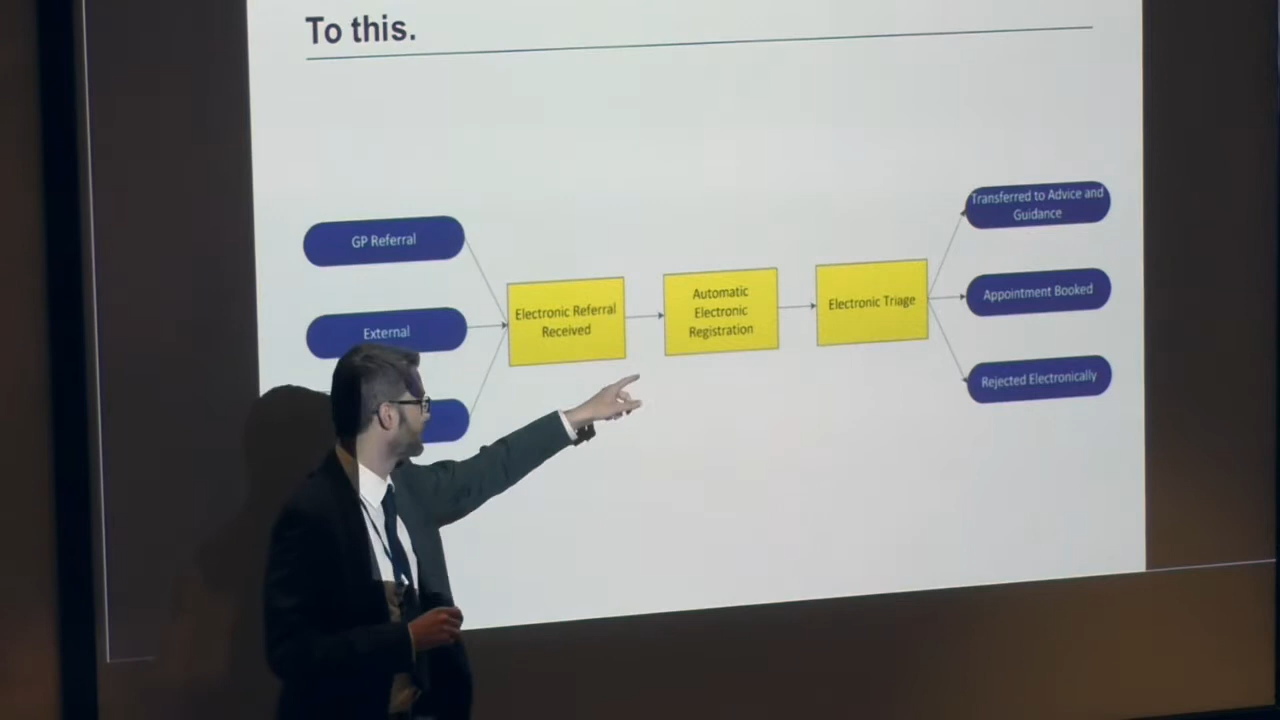 To this.
GP Referral
External
Electronic Referral
Received
Automatic
Electronic
Registration
Electronic Triage
Transferred to Advice and
Guidance
Appointment Booked
Rejected Electronically